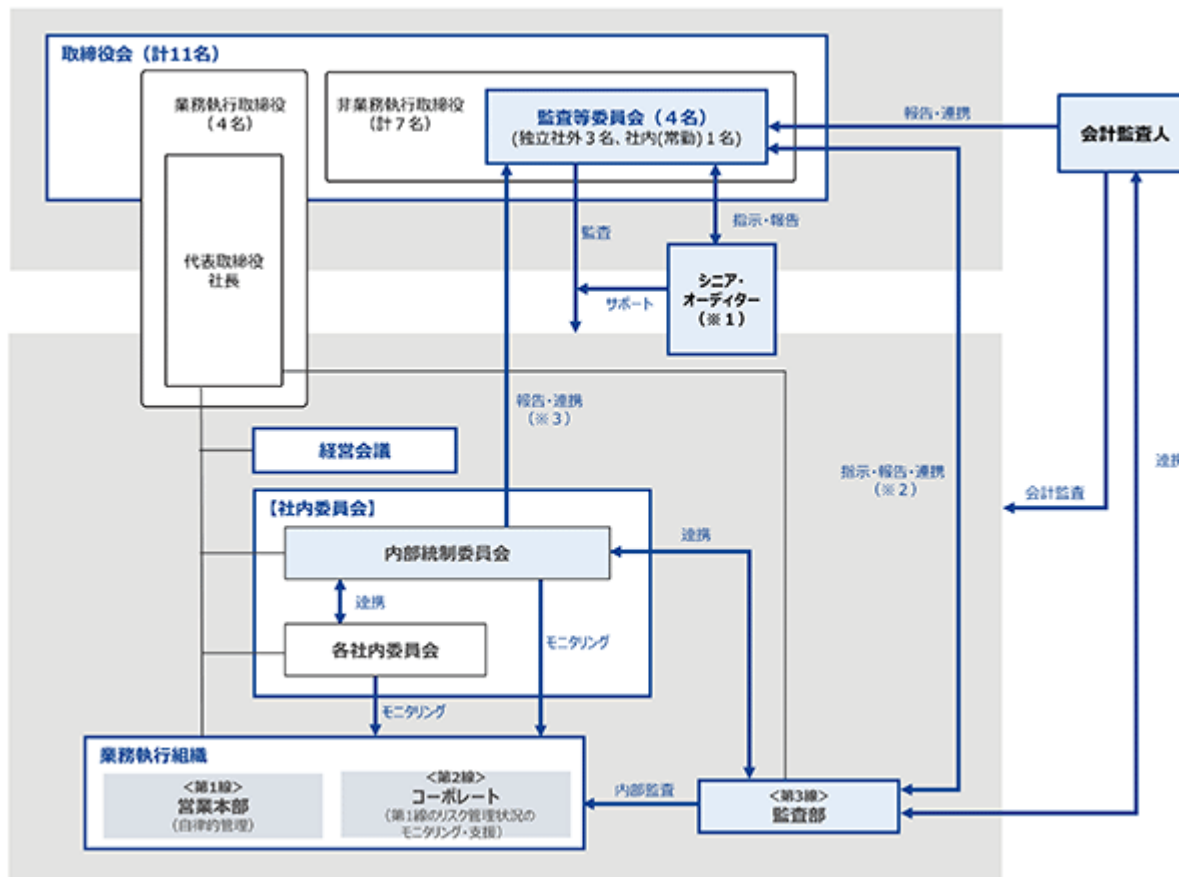 取締役会（計11名）
業務執行取締役
（４名）
非業務執行取締役
（計７名）
監査等委員会（４名）
(独立社外３名、社内(常勤)１名)
報告・連携
会計監査人
代表取締役
社長
監査
指示・報告
サポート
シニア・
オーディター
（※１）
報告・連携
（※３）
経営会議
指示・報告・連携
（※２）
連携
会計監査
【社内委員会】
内部統制委員会
連携
連携
各社内委員会
モニタリング
モニタリング
業務執行組織
<第1線>
営業本部
（自律的管理）
<第2線>
コーポレート
（第1線のリスク管理状況の
モニタリング・支援）
内部監査
<第3線>
監査部